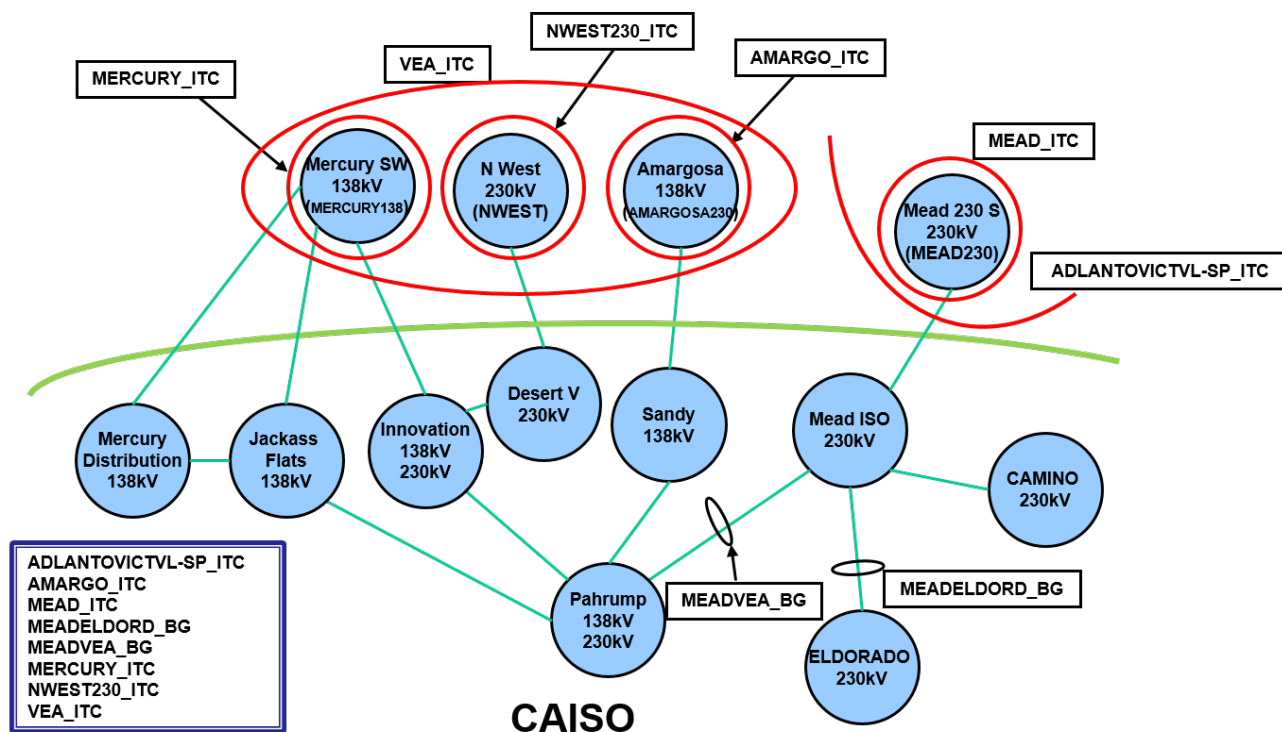 NWEST230_ITC
VEA_ITC
AMARGO_ITC
MERCURY_ITC
MEAD_ITC
Mercury SW
138kV
(MERCURY138)
N West
230kV
(NWEST)
Amargosa
138kV
(AMARGOSA230)
Mead 230 S
230kV
(MEAD230)
ADLANTOVICTVL-SP_ITC
Mercury
Distribution
138kV
Jackass
Flats
138kV
Innovation
138kV
230kV
Desert V
230kV
Sandy
138kV
Mead ISO
230kV
CAMINO
230kV
MEADVEA_BG
MEADELDORD_BG
Pahrump
138kV
230kV
ELDORADO
230kV
ADLANTOVICTVL-SP_ITC
AMARGO_ITC
MEAD_ITC
MEADELDORD_BG
MEADVEA_BG
MERCURY_ITC
NWEST230_ITC
VEA_ITC
CAISO